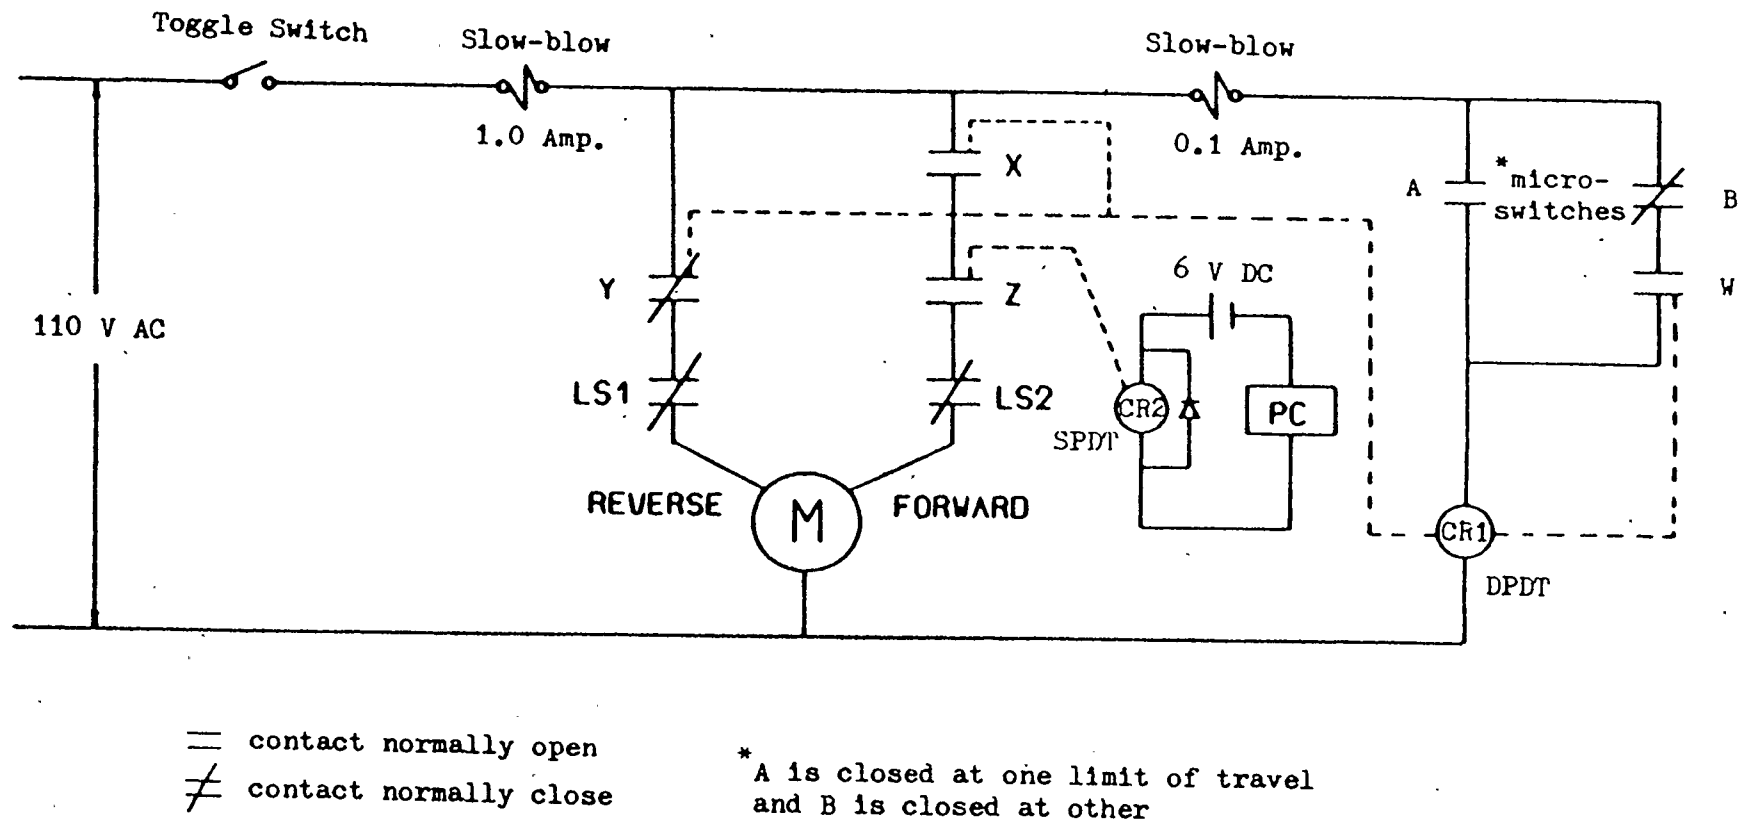 Toggle Switch
Slow-blow
1.0 Amp.
Slow-blow
0.1 Amp.
X
A
*micro-
switches
B
Y
Z
6 V DC
W
110 V AC
LS1
LS2
CR2
SPDT
PC
REVERSE
M
FORWARD
CR1
DPDT
contact normally open
contact normally close
*A is closed at one limit of travel
and B is closed at other